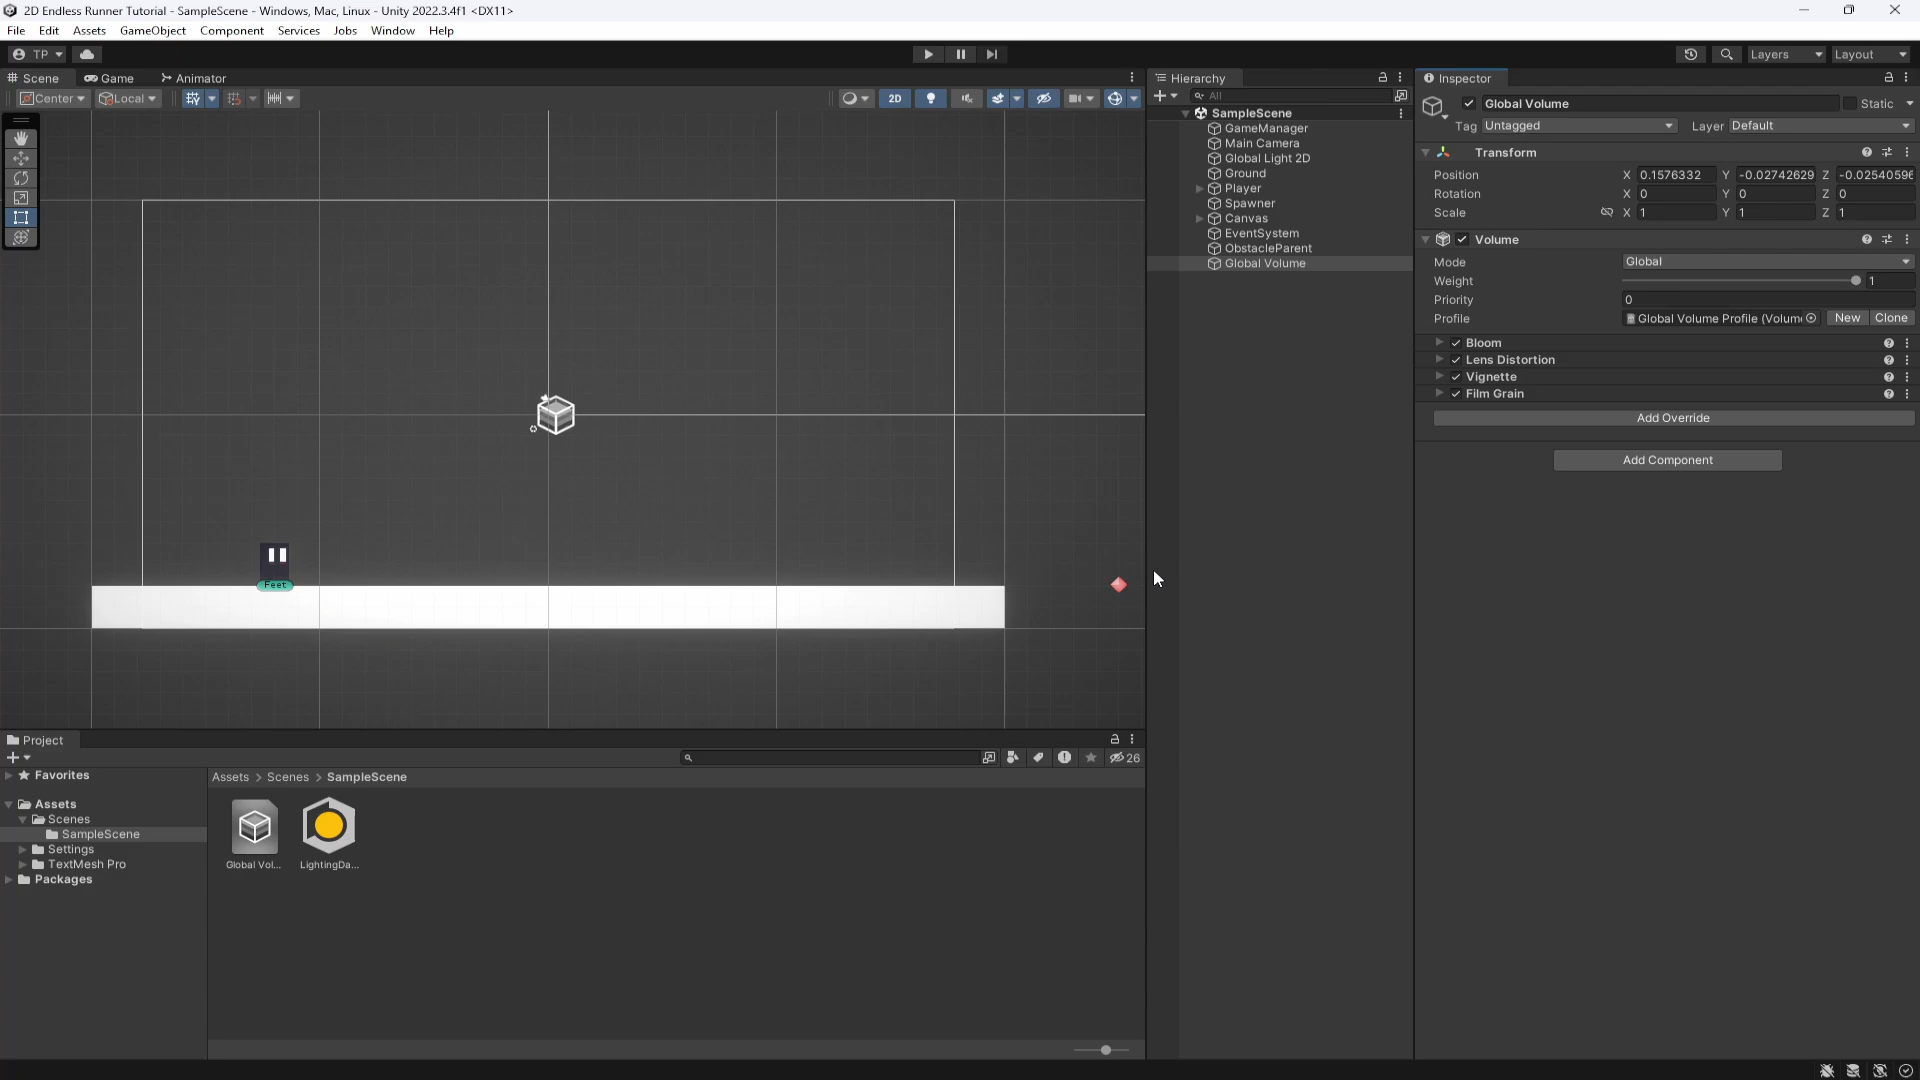 2D Endless Runner Tutorial - SampleScene - Windows, Mac, Linux - Unity 2022.3.4f1 <DX11>
File Edit Assets GameObject Component Services Jobs Window Help
TP Layers Layout
Scene Game Animator
Center Local 2D
Feet
Hierarchy
All
SampleScene
GameManager
Main Camera
Global Light 2D
Ground
Player
Spawner
Canvas
EventSystem
ObstacleParent
Global Volume
Inspector
Global Volume Static
Tag Untagged Layer Default
Transform
Position X 0.1576332 Y -0.02742629 Z -0.02540596
Rotation X 0 Y 0 Z 0
Scale X 1 Y 1 Z 1
Volume
Mode Global
Weight 1
Priority 0
Profile Global Volume Profile (Volum New Clone
Bloom
Lens Distortion
Vignette
Film Grain
Add Override
Add Component
Project
26
Favorites
Assets
Scenes
SampleScene
Settings
TextMesh Pro
Packages
Assets > Scenes > SampleScene
Global Vol... LightingDa...